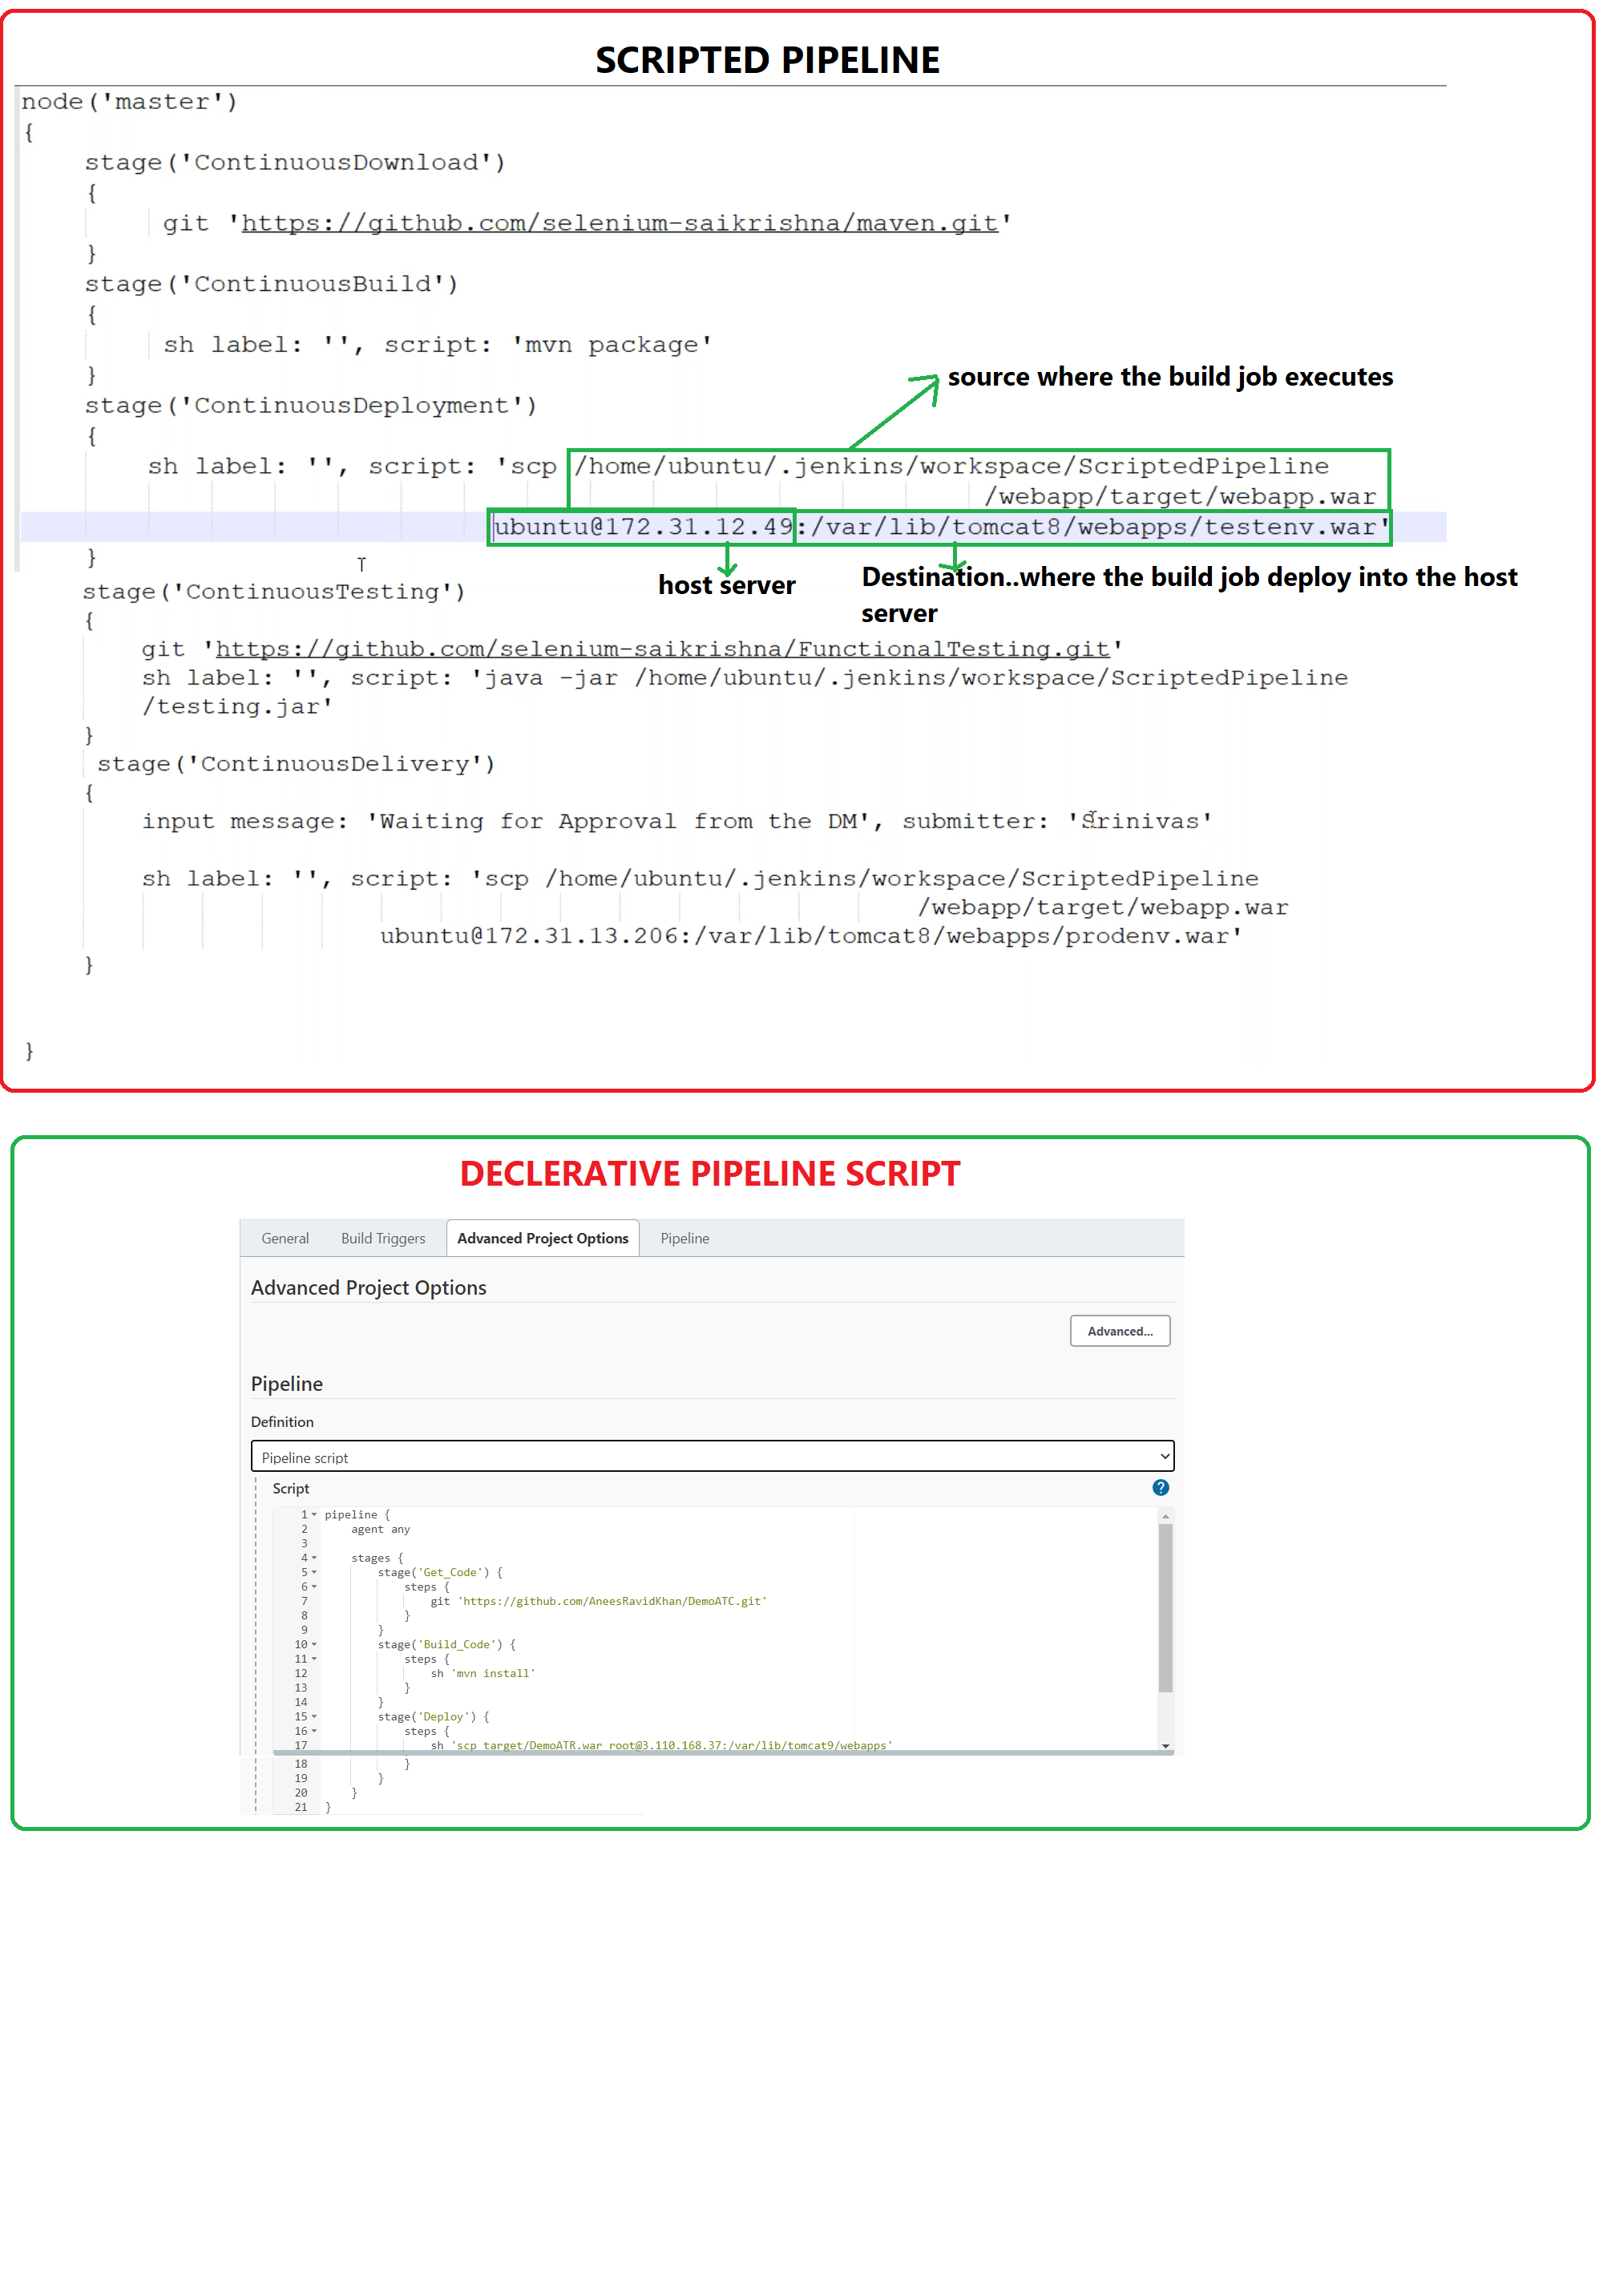 SCRIPTED PIPELINE
node('master')
{
stage('ContinuousDownload')
{
git 'https://github.com/selenium-saikrishna/maven.git'
}
stage('ContinuousBuild')
{
sh label: '', script: 'mvn package'
}
source where the build job executes
stage('ContinuousDeployment')
{
sh label: '', script: 'scp /home/ubuntu/.jenkins/workspace/ScriptedPipeline
/webapp/target/webapp.war
ubuntu@172.31.12.49:/var/lib/tomcat8/webapps/testenv.war'
}
host server
Destination..where the build job deploy into the host
server
stage('ContinuousTesting')
{
git 'https://github.com/selenium-saikrishna/FunctionalTesting.git'
sh label: '', script: 'java -jar /home/ubuntu/.jenkins/workspace/ScriptedPipeline
/testing.jar'
}
stage('ContinuousDelivery')
{
input message: 'Waiting for Approval from the DM', submitter: 'Srinivas'
sh label: '', script: 'scp /home/ubuntu/.jenkins/workspace/ScriptedPipeline
/webapp/target/webapp.war
ubuntu@172.31.13.206:/var/lib/tomcat8/webapps/prodenv.war'
}
}
DECLERATIVE PIPELINE SCRIPT
General Build Triggers Advanced Project Options Pipeline
Advanced Project Options
Advanced...
Pipeline
Definition
Pipeline script
Script ?
1 pipeline {
2 agent any
3
4 stages {
5 stage('Get_Code') {
6 steps {
7 git 'https://github.com/AneesRavidKhan/DemoATC.git'
8 }
9 }
10 stage('Build_Code') {
11 steps {
12 sh 'mvn install'
13 }
14 }
15 stage('Deploy') {
16 steps {
17 sh 'scp target/DemoATR.war root@3.110.168.37:/var/lib/tomcat9/webapps'
18 }
19 }
20 }
21 }